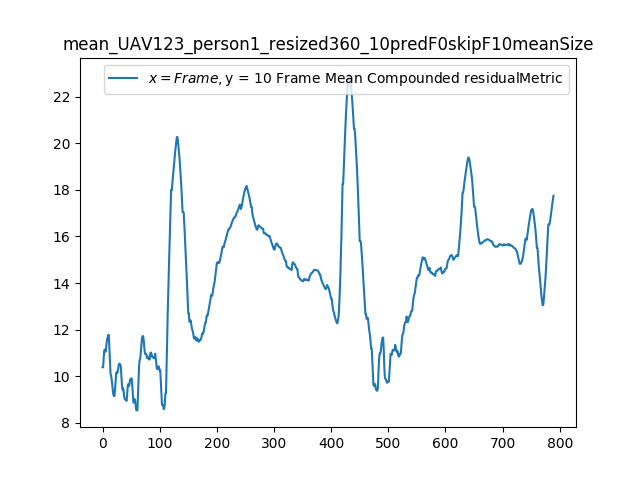 mean_UAV123_person1_resized360_10predF0skipF10meanSize
x = Frame, y = 10 Frame Mean Compounded residualMetric
22
20
18
16
14
12
10
8
0 100 200 300 400 500 600 700 800